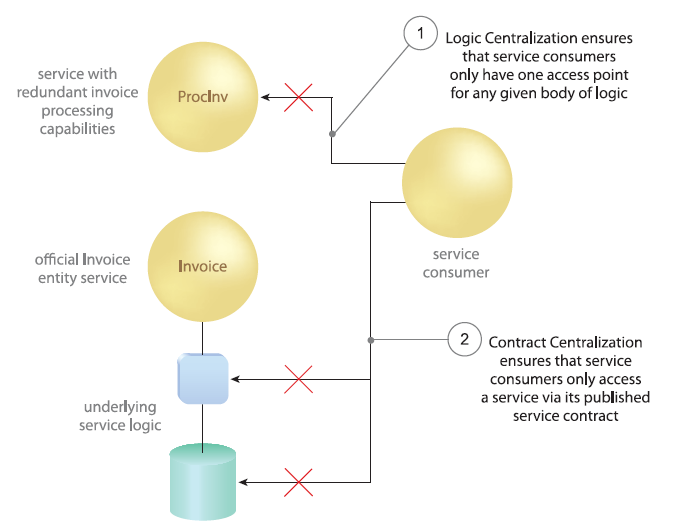 1
Logic Centralization ensures
that service consumers
only have one access point
for any given body of logic
service with
redundant invoice
processing
capabilities
ProcInv
service
consumer
official Invoice
entity service
Invoice
2
Contract Centralization
ensures that service
consumers only access
a service via its published
service contract
underlying
service logic